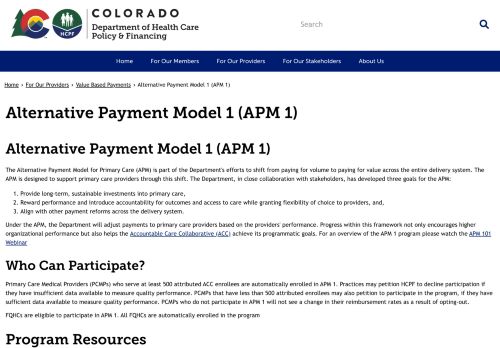 COLORADO
CO
HCPF
Department of Health Care
Policy & Financing
Search
Home
For Our Members
For Our Providers
For Our Stakeholders
About Us
Home › For Our Providers › Value Based Payments › Alternative Payment Model 1 (APM 1)
Alternative Payment Model 1 (APM 1)
Alternative Payment Model 1 (APM 1)
The Alternative Payment Model for Primary Care (APM) is part of the Department's efforts to shift from paying for volume to paying for value across the entire delivery system. The
APM is designed to support primary care providers through this shift. The Department, in close collaboration with stakeholders, has developed three goals for the APM:
1. Provide long-term, sustainable investments into primary care,
2. Reward performance and introduce accountability for outcomes and access to care while granting flexibility of choice to providers, and,
3. Align with other payment reforms across the delivery system.
Under the APM, the Department will adjust payments to primary care providers based on the providers' performance. Progress within this framework not only encourages higher
organizational performance but also helps the Accountable Care Collaborative (ACC) achieve its programmatic goals. For an overview of the APM 1 program please watch the APM 101
Webinar
Who Can Participate?
Primary Care Medical Providers (PCMPs) who serve at least 500 attributed ACC enrollees are automatically enrolled in APM 1. Practices may petition HCPF to decline participation if
they have insufficient data available to measure quality performance. PCMPs that have less than 500 attributed enrollees may also petition to participate in the program, if they have
sufficient data available to measure quality performance. PCMPs who do not participate in APM 1 will not see a change in their reimbursement rates as a result of opting-out.
FQHCs are eligible to participate in APM 1. All FQHCs are automatically enrolled in the program
Program Resources